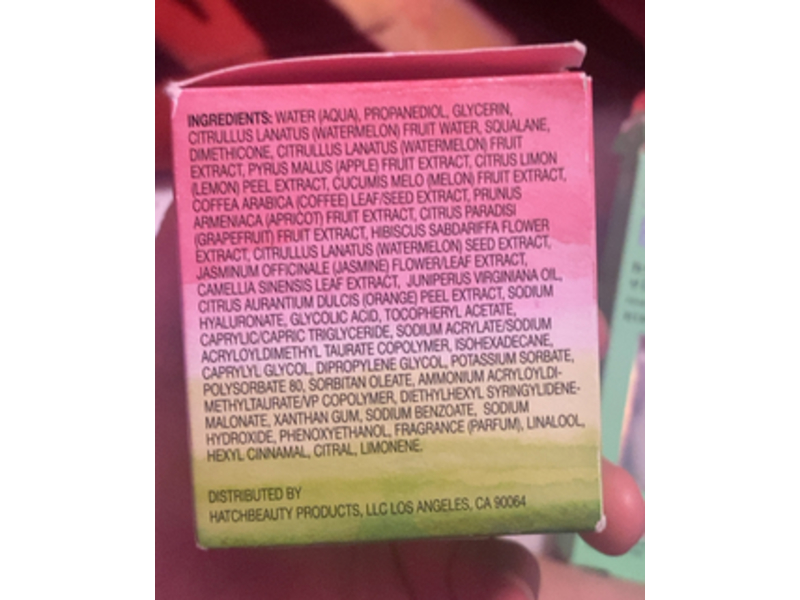 INGREDIENTS: WATER (AQUA), PROPANEDIOL, GLYCERIN,
CITRULLUS LANATUS (WATERMELON) FRUIT WATER, SQUALANE,
DIMETHICONE, CITRULLUS LANATUS (WATERMELON) FRUIT
EXTRACT, PYRUS MALUS (APPLE) FRUIT EXTRACT, CITRUS LIMON
(LEMON) PEEL EXTRACT, CUCUMIS MELO (MELON) FRUIT EXTRACT,
COFFEA ARABICA (COFFEE) LEAF/SEED EXTRACT, PRUNUS
ARMENIACA (APRICOT) FRUIT EXTRACT, CITRUS PARADISI
(GRAPEFRUIT) FRUIT EXTRACT, HIBISCUS SABDARIFFA FLOWER
EXTRACT, CITRULLUS LANATUS (WATERMELON) SEED EXTRACT,
JASMINUM OFFICINALE (JASMINE) FLOWER/LEAF EXTRACT,
CAMELLIA SINENSIS LEAF EXTRACT, JUNIPERUS VIRGINIANA OIL,
CITRUS AURANTIUM DULCIS (ORANGE) PEEL EXTRACT, SODIUM
HYALURONATE, GLYCOLIC ACID, TOCOPHERYL ACETATE,
CAPRYLIC/CAPRIC TRIGLYCERIDE, SODIUM ACRYLATE/SODIUM
ACRYLOYLDIMETHYL TAURATE COPOLYMER, ISOHEXADECANE,
CAPRYLYL GLYCOL, DIPROPYLENE GLYCOL, POTASSIUM SORBATE,
POLYSORBATE 80, SORBITAN OLEATE, AMMONIUM ACRYLOYLDI-
METHYLTAURATE/VP COPOLYMER, DIETHYLHEXYL SYRINGYLIDENE-
MALONATE, XANTHAN GUM, SODIUM BENZOATE, SODIUM
HYDROXIDE, PHENOXYETHANOL, FRAGRANCE (PARFUM), LINALOOL,
HEXYL CINNAMAL, CITRAL, LIMONENE.
DISTRIBUTED BY
HATCHBEAUTY PRODUCTS, LLC LOS ANGELES, CA 90064